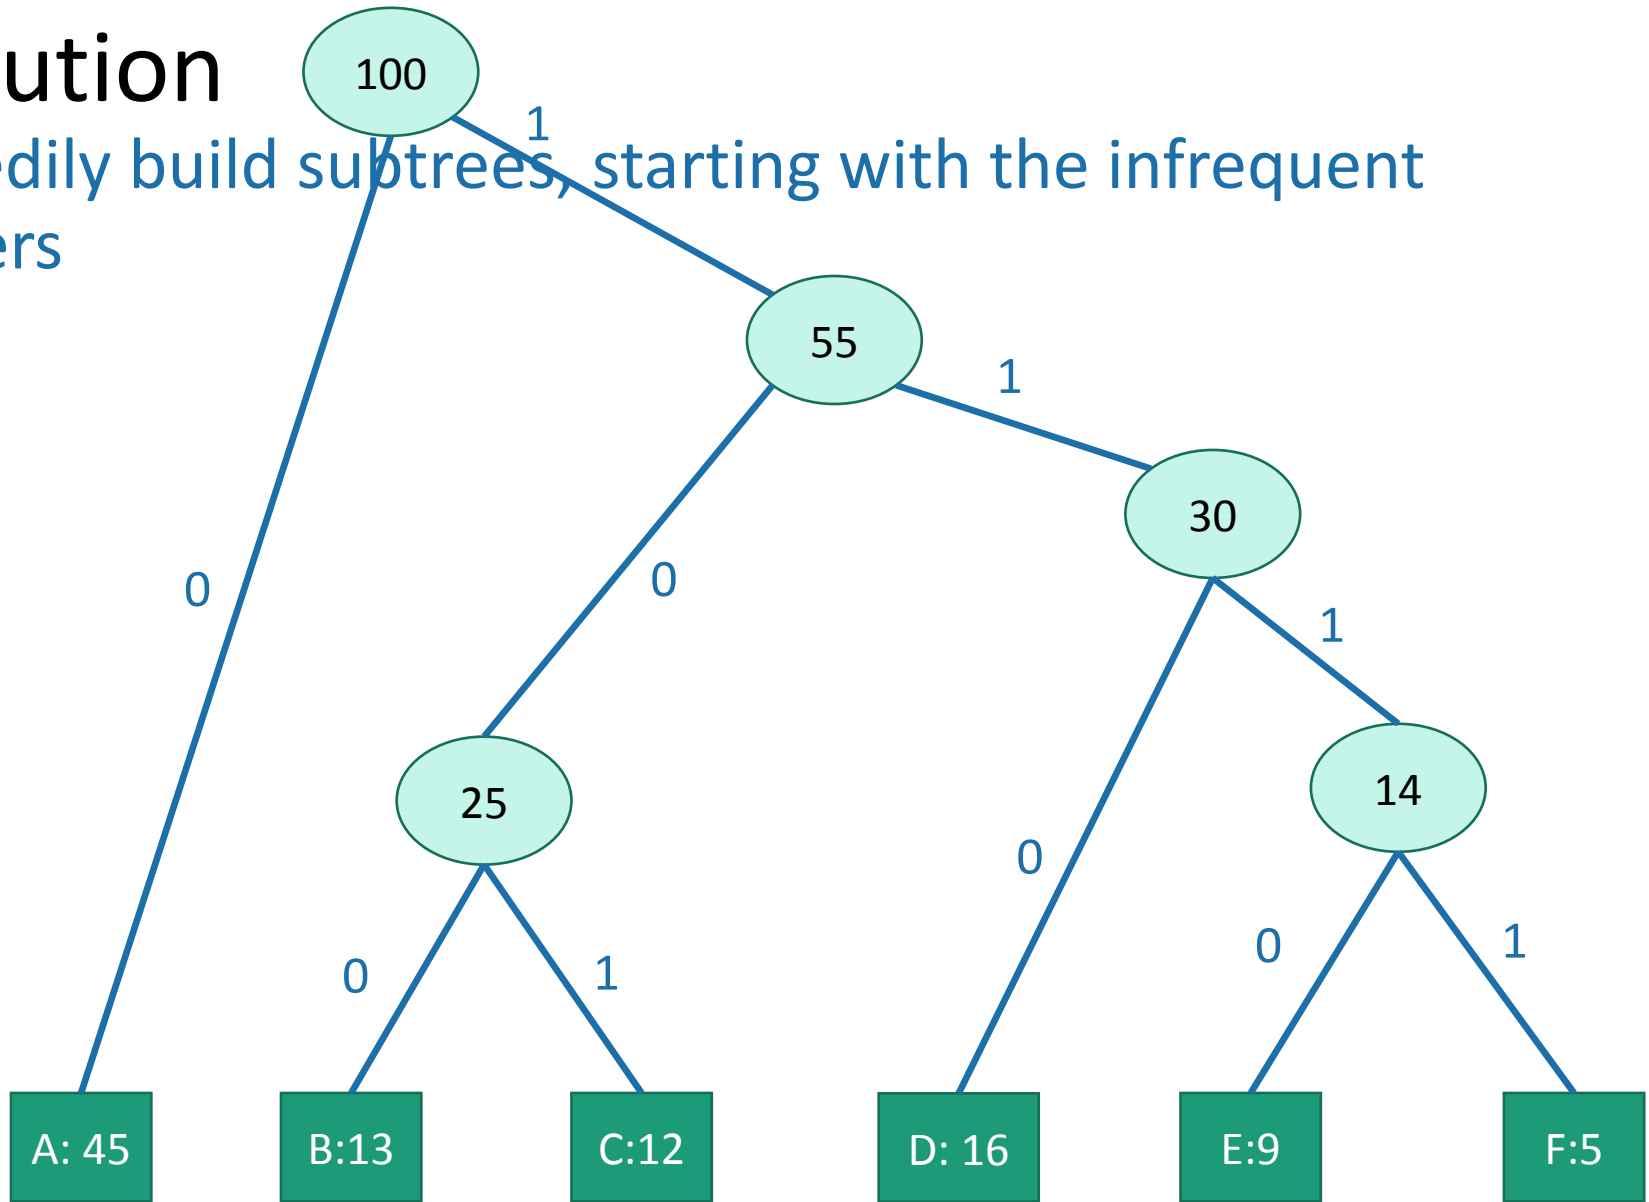 ution
100
1
edily build subtrees, starting with the infrequent
ers
55
1
30
0
0
1
25
14
0
0
1
0
1
A: 45
B:13
C:12
D: 16
E:9
F:5